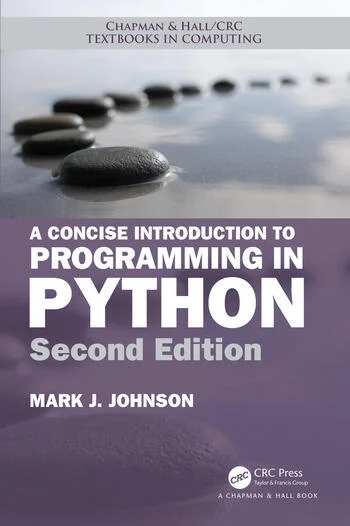 CHAPMAN & HALL/CRC
TEXTBOOKS IN COMPUTING
A CONCISE INTRODUCTION TO
PROGRAMMING IN
PYTHON
Second Edition
MARK J. JOHNSON
CRC
CRC Press
Taylor & Francis Group
A CHAPMAN & HALL BOOK